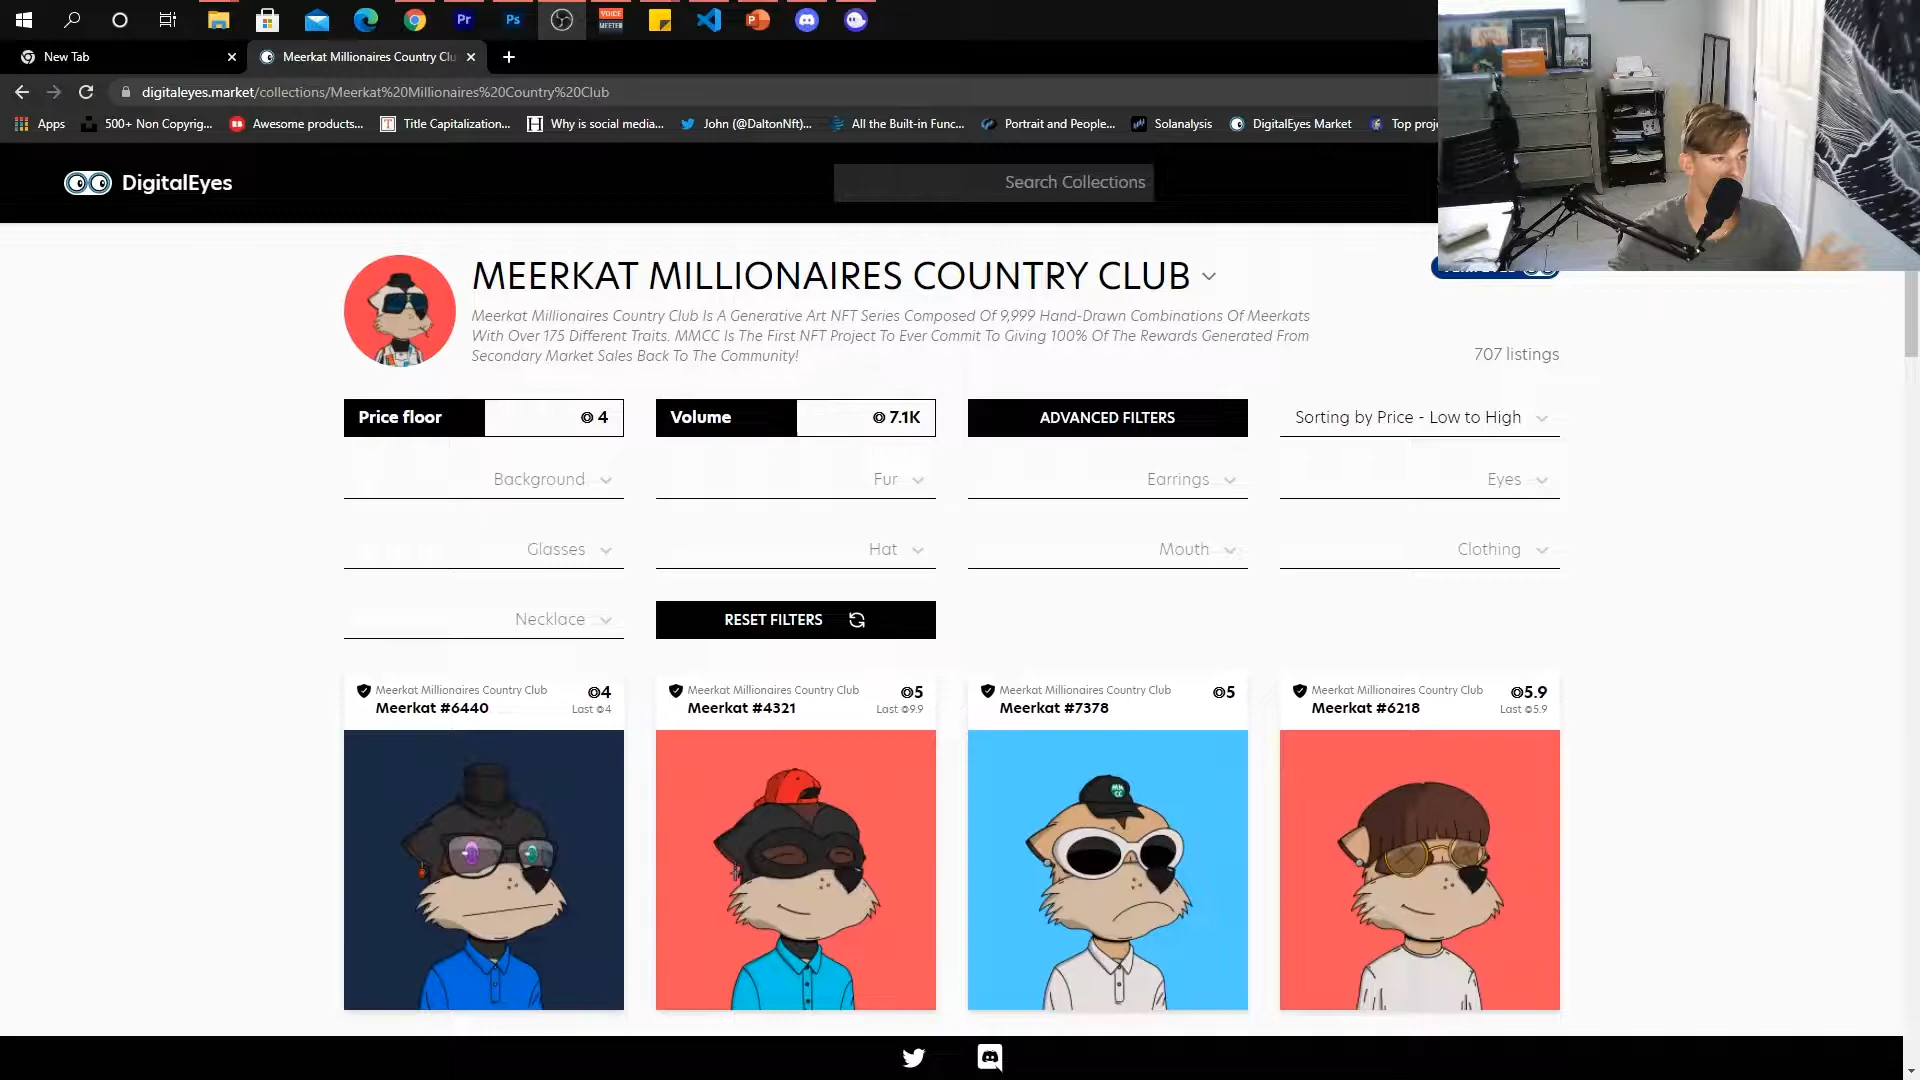 Pr
Ps
VOICE
MEETER
New Tab
Meerkat Millionaires Country Clu
digitaleyes.market/collections/Meerkat%20Millionaires%20Country%20Club
Apps
500+ Non Copyrig...
Awesome products...
Title Capitalization...
Why is social media...
John (@DaltonNft)...
All the Built-in Func...
Portrait and People...
Solanalysis
DigitalEyes Market
Top proj
DigitalEyes
Search Collections
MEERKAT MILLIONAIRES COUNTRY CLUB
Meerkat Millionaires Country Club Is A Generative Art NFT Series Composed Of 9,999 Hand-Drawn Combinations Of Meerkats
With Over 175 Different Traits. MMCC Is The First NFT Project To Ever Commit To Giving 100% Of The Rewards Generated From
Secondary Market Sales Back To The Community!
707 listings
Price floor 4
Volume 7.1K
ADVANCED FILTERS
Sorting by Price - Low to High
Background
Fur
Earrings
Eyes
Glasses
Hat
Mouth
Clothing
Necklace
RESET FILTERS
Meerkat Millionaires Country Club 4
Meerkat #6440 Last 4
Meerkat Millionaires Country Club 5
Meerkat #4321 Last 9.9
Meerkat Millionaires Country Club 5
Meerkat #7378
Meerkat Millionaires Country Club 5.9
Meerkat #6218 Last 5.9
MM
CC